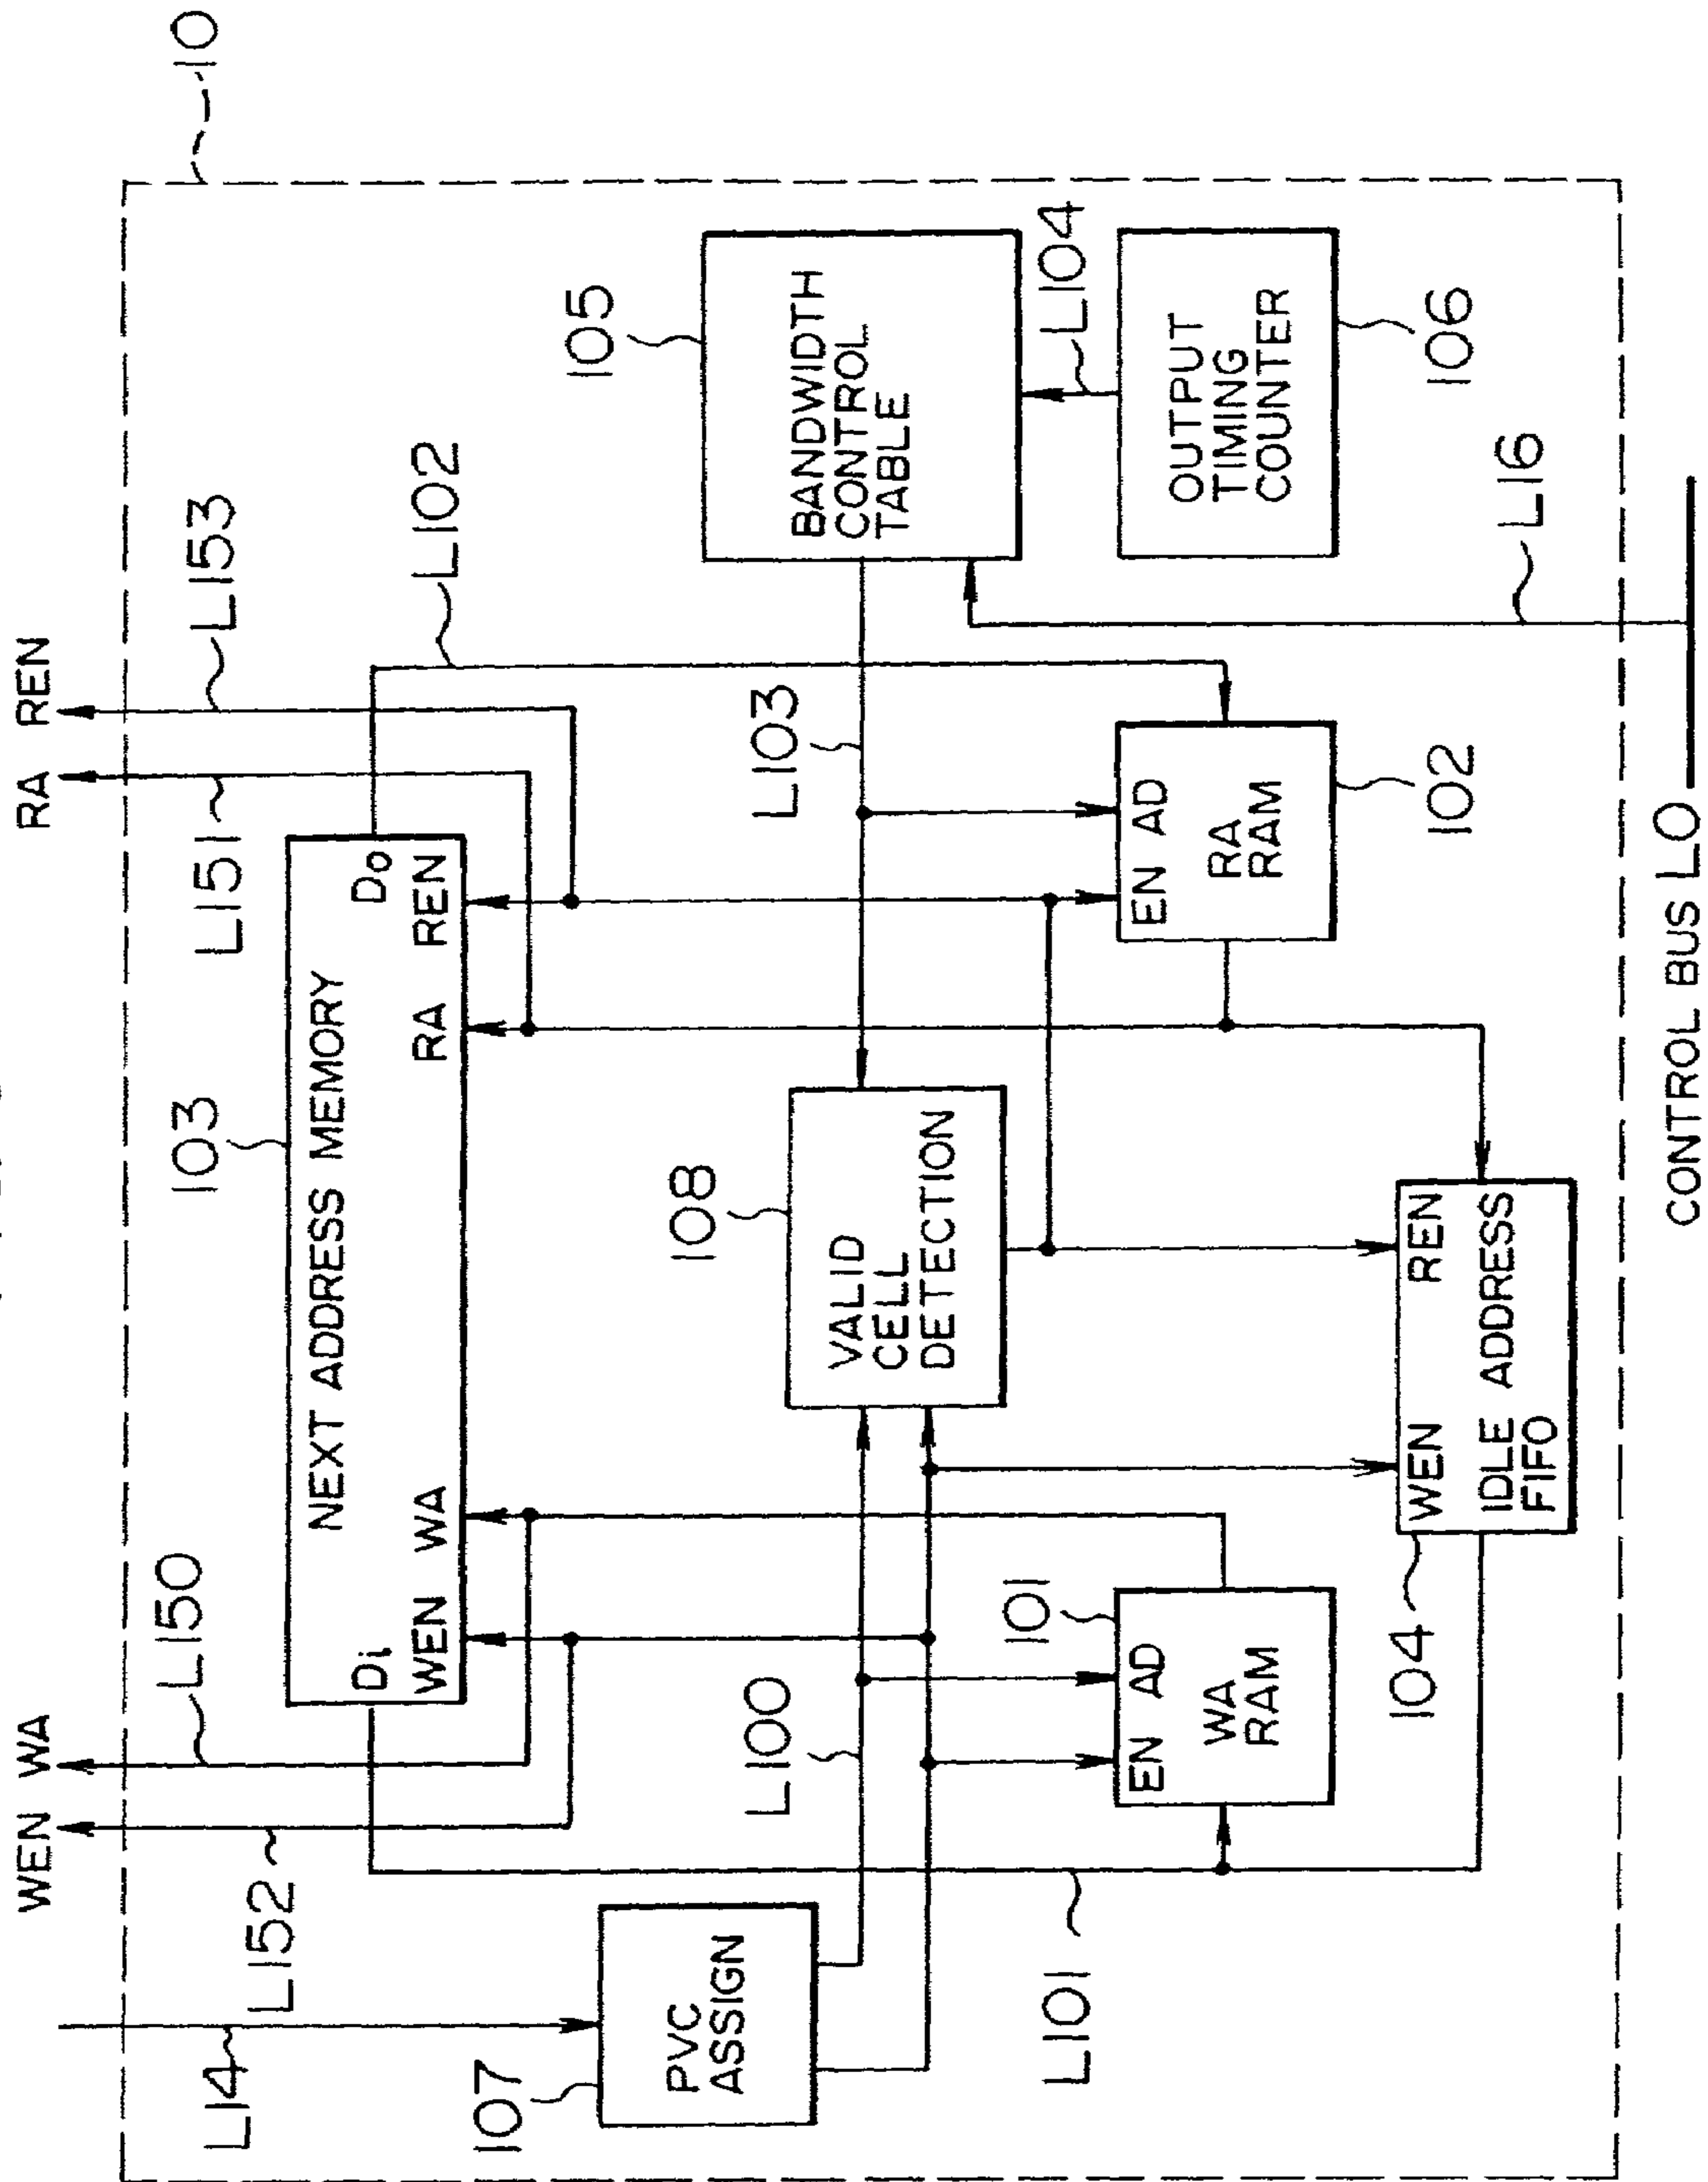 WEN WA
RA REN
10
L14
L152
L150
L151
L153
103
NEXT ADDRESS MEMORY
Di
Do
WEN WA
RA REN
L102
107
PVC
ASSIGN
L100
108
VALID
CELL
DETECTION
L103
105
BANDWIDTH
CONTROL
TABLE
L104
L101
101
EN AD
WA
RAM
EN AD
RA
RAM
102
OUTPUT
TIMING
COUNTER
106
104
WEN
REN
IDLE ADDRESS
FIFO
L16
CONTROL BUS LO